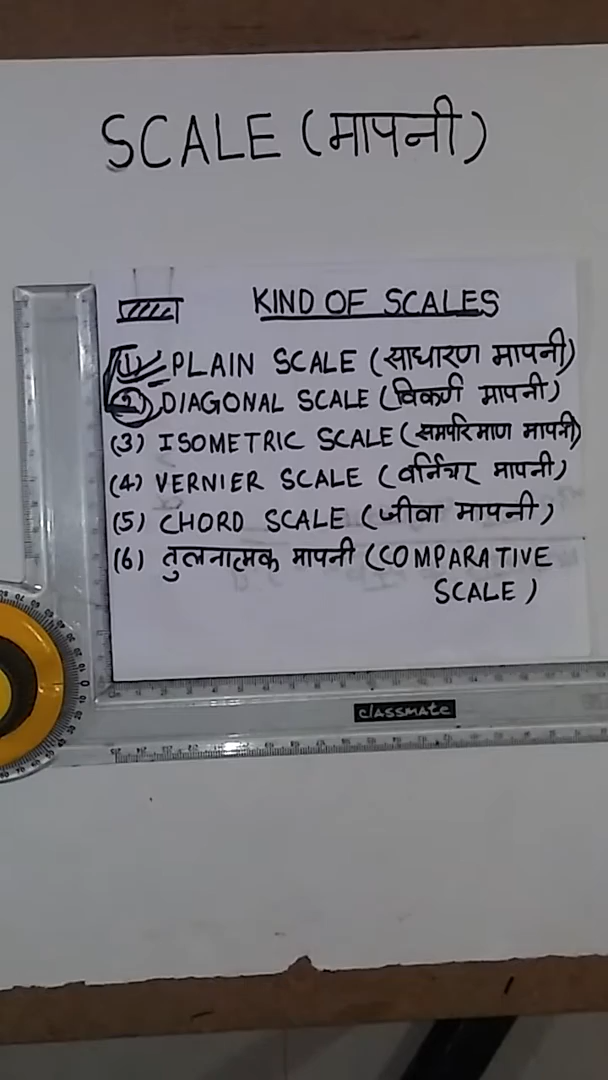 SCALE (मापनी)
KIND OF SCALES
(1) PLAIN SCALE (साधारण मापनी)
(2) DIAGONAL SCALE (विकर्ण मापनी)
(3) ISOMETRIC SCALE (समपरिमाण मापनी)
(4) VERNIER SCALE (वर्नियर मापनी)
(5) CHORD SCALE (जीवा मापनी)
(6) तुलनात्मक मापनी (COMPARATIVE
SCALE)
classmate